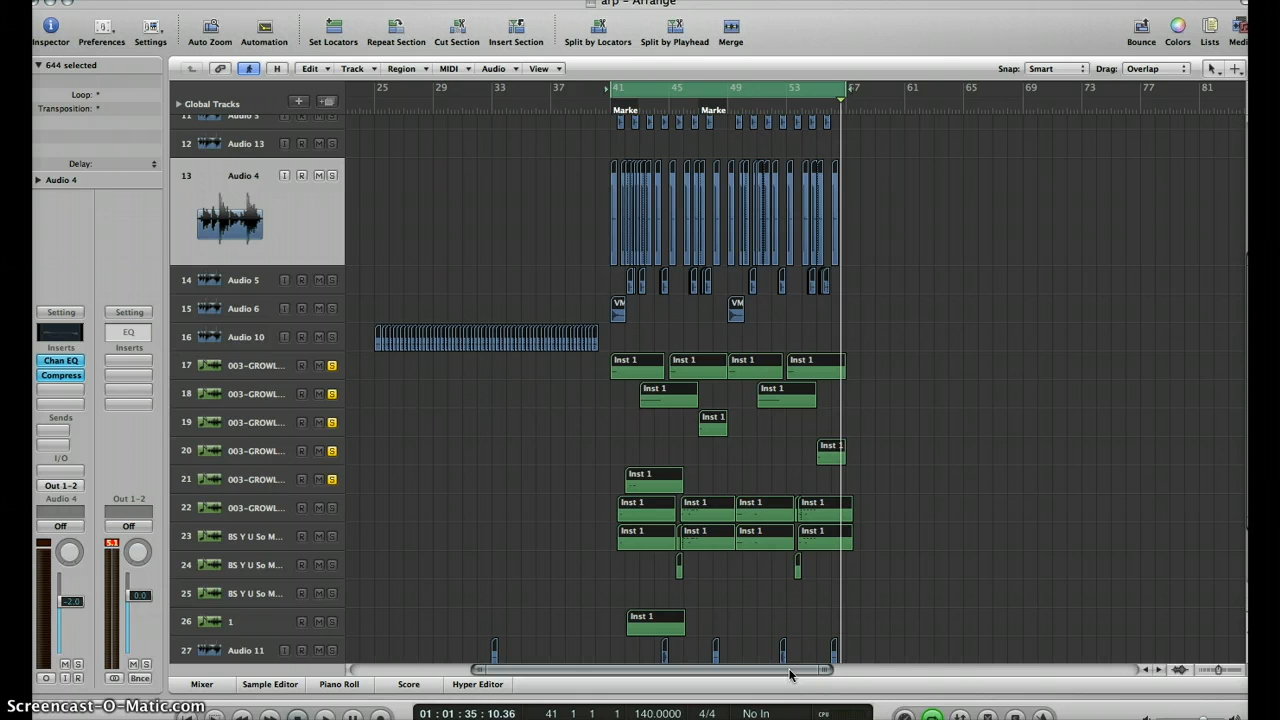 arp – Arrange
Inspector Preferences Settings Auto Zoom Automation Set Locators Repeat Section Cut Section Insert Section Split by Locators Split by Playhead Merge Bounce Colors Lists Medi
644 selected
H Edit Track Region MIDI Audio View Snap: Smart Drag: Overlap
Loop: *
Transposition: *
Delay:
Audio 4
Global Tracks
25 29 33 41 45 49 53 57 61 65 69 73 77 81
Marke Marke
11 Audio 3
12 Audio 13 I R M S
13 Audio 4 I R M S
14 Audio 5 I R M S
15 Audio 6 I R M S VM VM
16 Audio 10 I R M S
17 003-GROWL... R M S Inst 1 Inst 1 Inst 1 Inst 1
18 003-GROWL... R M S Inst 1 Inst 1
19 003-GROWL... R M S Inst 1
20 003-GROWL... R M S Inst 1
21 003-GROWL... R M S Inst 1
22 003-GROWL... R M S Inst 1 Inst 1 Inst 1 Inst 1
23 BS Y U So M... R M S Inst 1 Inst 1 Inst 1 Inst 1
24 BS Y U So M... R M S
25 BS Y U So M... R M S
26 1 R M S Inst 1
27 Audio 11 I R M S
Setting Setting
EQ
Inserts Inserts
Chan EQ
Compress
Sends
I/O
Out 1-2
Audio 4 Out 1-2
Off Off
5.1
-2.0 0.0
M S M S
O I R Bnce
Mixer Sample Editor Piano Roll Score Hyper Editor
Screencast-O-Matic.com
01:01:35:10.36 41 1 1 1 140.0000 4/4 No In CPU